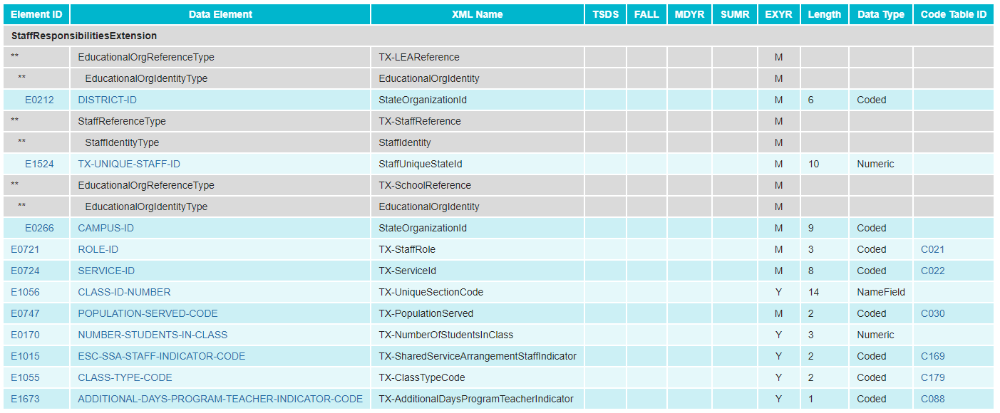 Element ID Data Element XML Name TSDS FALL MDYR SUMR EXYR Length Data Type Code Table ID
StaffResponsibilitiesExtension
** EducationalOrgReferenceType TX-LEAReference M
** EducationalOrgIdentityType EducationalOrgIdentity M
E0212 DISTRICT-ID StateOrganizationId M 6 Coded
** StaffReferenceType TX-StaffReference M
** StaffIdentityType StaffIdentity M
E1524 TX-UNIQUE-STAFF-ID StaffUniqueStateId M 10 Numeric
** EducationalOrgReferenceType TX-SchoolReference M
** EducationalOrgIdentityType EducationalOrgIdentity M
E0266 CAMPUS-ID StateOrganizationId M 9 Coded
E0721 ROLE-ID TX-StaffRole M 3 Coded C021
E0724 SERVICE-ID TX-ServiceId M 8 Coded C022
E1056 CLASS-ID-NUMBER TX-UniqueSectionCode Y 14 NameField
E0747 POPULATION-SERVED-CODE TX-PopulationServed M 2 Coded C030
E0170 NUMBER-STUDENTS-IN-CLASS TX-NumberOfStudentsInClass Y 3 Numeric
E1015 ESC-SSA-STAFF-INDICATOR-CODE TX-SharedServiceArrangementStaffIndicator Y 2 Coded C169
E1055 CLASS-TYPE-CODE TX-ClassTypeCode Y 2 Coded C179
E1673 ADDITIONAL-DAYS-PROGRAM-TEACHER-INDICATOR-CODE TX-AdditionalDaysProgramTeacherIndicator Y 1 Coded C088